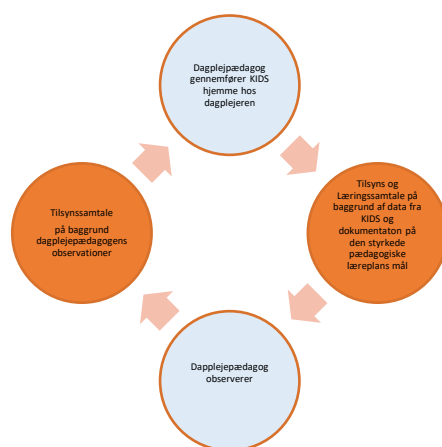 Dagplejpædagog
gennemfører KIDS
hjemme hos
dagplejeren
Tilsyns og
Læringssamtale på
baggrund af data fra
KIDS og
dokumentaton på
den styrkede
pædagogiske
læreplans mål
Dapplejepædagog
observerer
Tilsynssamtale
på baggrund
dagplejepædagogens
observationer